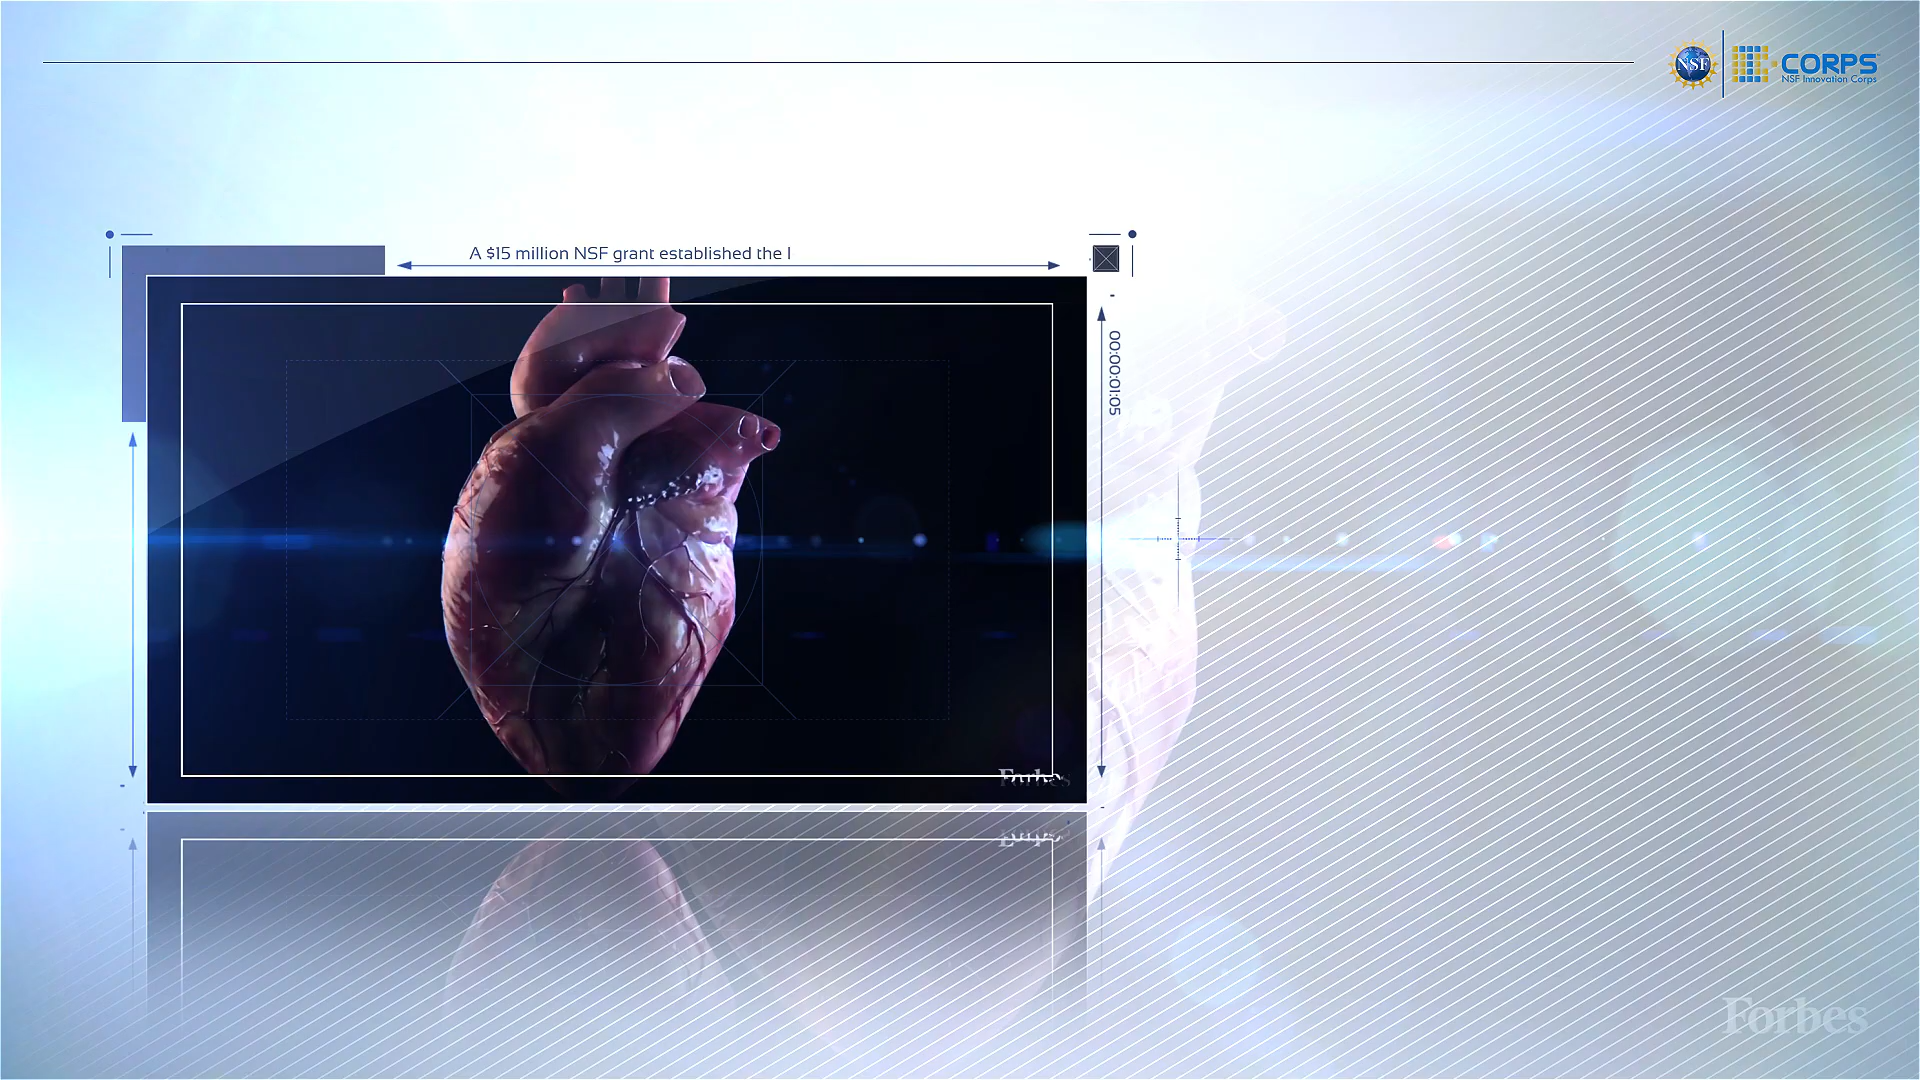 NSF
CORPS
NSF Innovation Corps
A $15 million NSF grant established the I
00:00:01:05
Forbes
Forbes